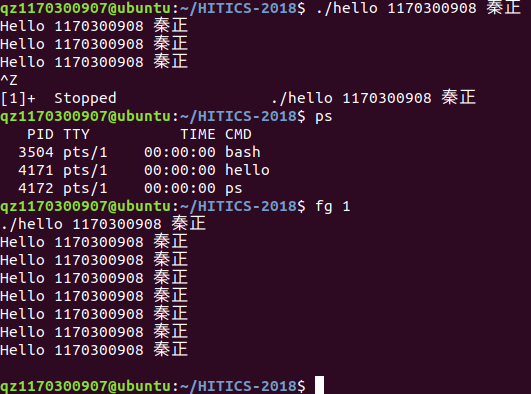 qz1170300907@ubuntu:~/HITICS-2018$ ./hello 1170300908 秦正
Hello 1170300908 秦正
Hello 1170300908 秦正
Hello 1170300908 秦正
^Z
[1]+  Stopped                 ./hello 1170300908 秦正
qz1170300907@ubuntu:~/HITICS-2018$ ps
   PID TTY          TIME CMD
  3504 pts/1    00:00:00 bash
  4171 pts/1    00:00:00 hello
  4172 pts/1    00:00:00 ps
qz1170300907@ubuntu:~/HITICS-2018$ fg 1
./hello 1170300908 秦正
Hello 1170300908 秦正
Hello 1170300908 秦正
Hello 1170300908 秦正
Hello 1170300908 秦正
Hello 1170300908 秦正
Hello 1170300908 秦正
Hello 1170300908 秦正
qz1170300907@ubuntu:~/HITICS-2018$